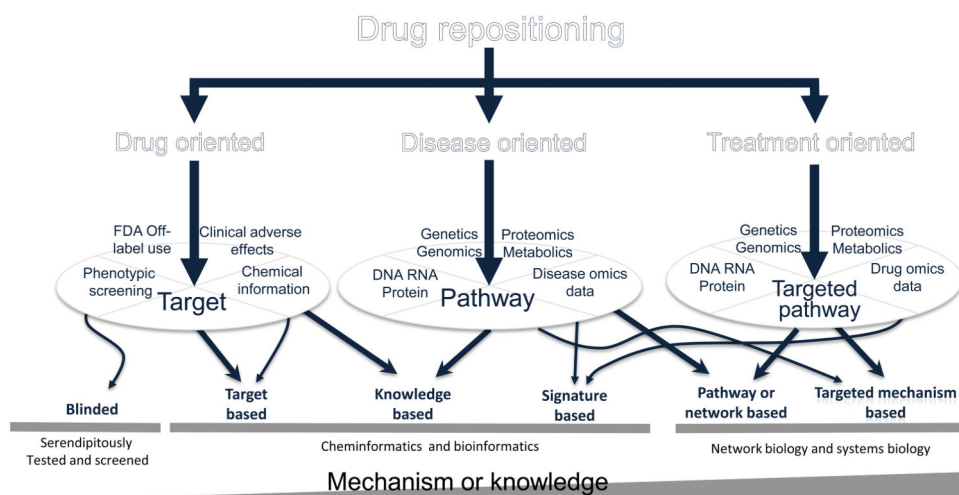 Drug repositioning
Drug oriented
Disease oriented
Treatment oriented
FDA Off-
label use
Clinical adverse
effects
Phenotypic
screening
Chemical
information
Target
Genetics
Genomics
Proteomics
Metabolics
DNA RNA
Protein
Disease omics
data
Pathway
Genetics
Genomics
Proteomics
Metabolics
DNA RNA
Protein
Drug omics
data
Targeted
pathway
Blinded
Target
based
Knowledge
based
Signature
based
Pathway or
network based
Targeted mechanism
based
Serendipitously
Tested and screened
Cheminformatics and bioinformatics
Network biology and systems biology
Mechanism or knowledge